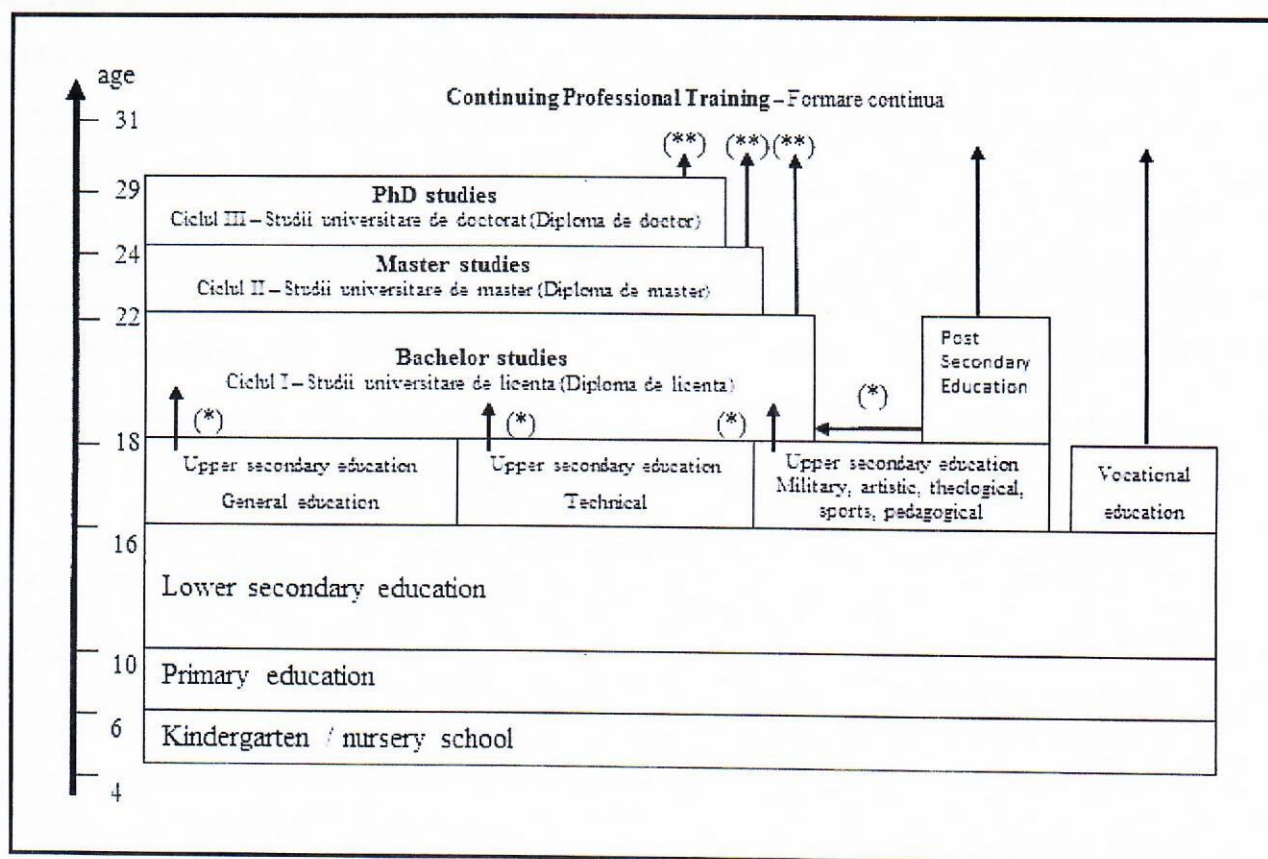 age
Continuing Professional Training – Formare continua
31
(**) (**) (**)
29
PhD studies
Ciclul III – Studii universitare de doctorat (Diploma de doctor)
24
Master studies
Ciclul II – Studii universitare de master (Diploma de master)
22
Bachelor studies
Ciclul I – Studii universitare de licenta (Diploma de licenta)
Post
Secondary
Education
(*) (*) (*) (*)
18
Upper secondary education
General education
Upper secondary education
Technical
Upper secondary education
Military, artistic, theological,
sports, pedagogical
Vocational
education
16
Lower secondary education
10
Primary education
6
Kindergarten / nursery school
4